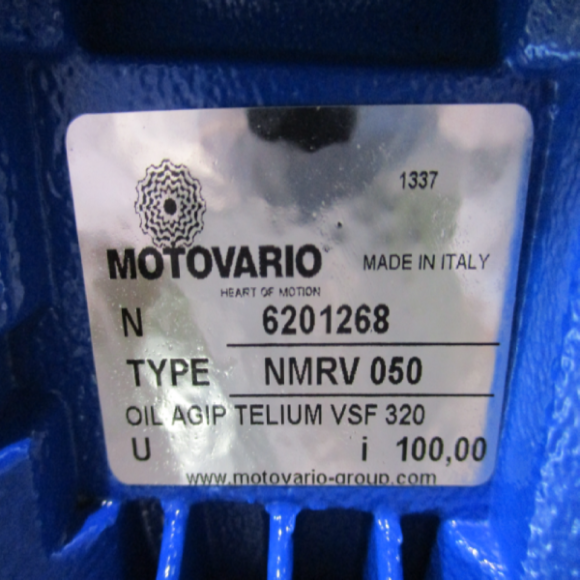 1337
MOTOVARIO
MADE IN ITALY
HEART OF MOTION
N 6201268
TYPE NMRV 050
OIL AGIP TELIUM VSF 320
U i 100,00
www.motovario-group.com